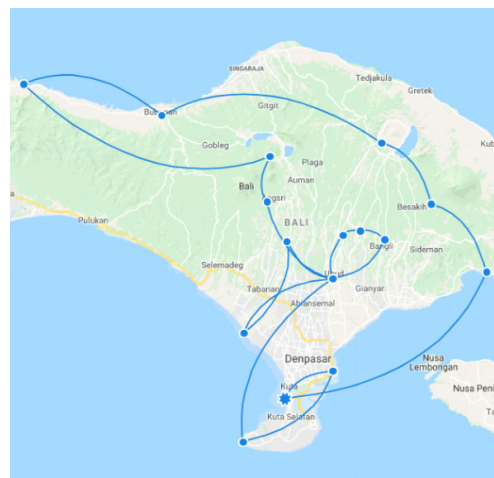 SINGARAJA
Tedjakula
Gretek
Gitgit
Gobleg
Plaga
Auman
Bali
BALI
Besakih
Pulukan
Bangli
Sideman
Selemadeg
Ubud
Tabanan
Gianyar
Abiansemal
Denpasar
Nusa
Lembongan
Kuta
Nusa Peni
Kuta Selatan